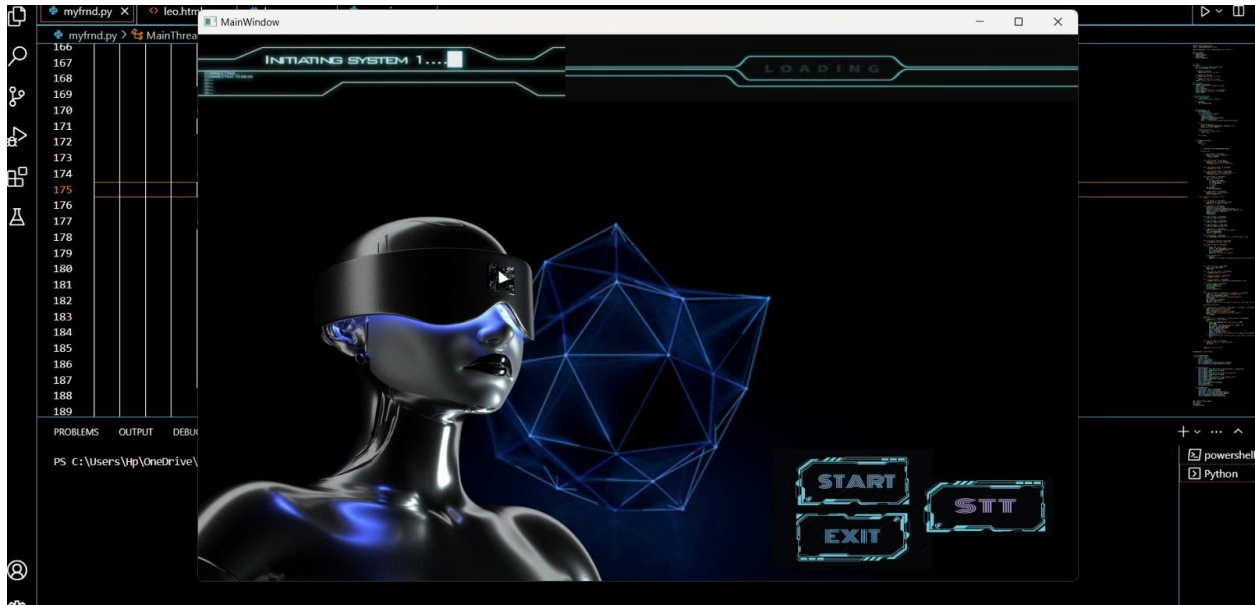 myfrnd.py
leo.htm
myfrnd.py > MainThrea
MainWindow
INITIATING SYSTEM 1....
LOADING
166
167
168
169
170
171
172
173
174
175
176
177
178
179
180
181
182
183
184
185
186
187
188
189
START
STT
EXIT
PROBLEMS OUTPUT DEBU
PS C:\Users\Hp\OneDrive\
powershell
Python